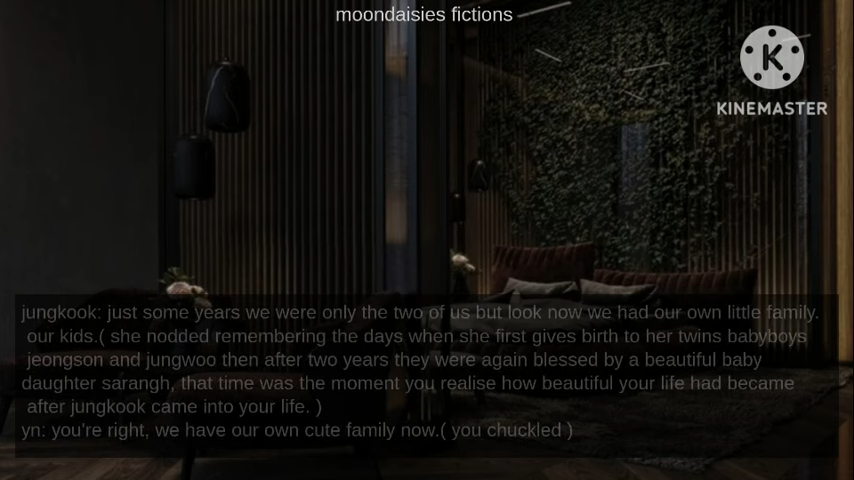 moondaisies fictions
KINEMASTER
jungkook: just some years we were only the two of us but look now we had our own little family.
our kids.( she nodded remembering the days when she first gives birth to her twins babyboys
jeongson and jungwoo then after two years they were again blessed by a beautiful baby
daughter sarangh, that time was the moment you realise how beautiful your life had became
after jungkook came into your life. )
yn: you're right, we have our own cute family now.( you chuckled )